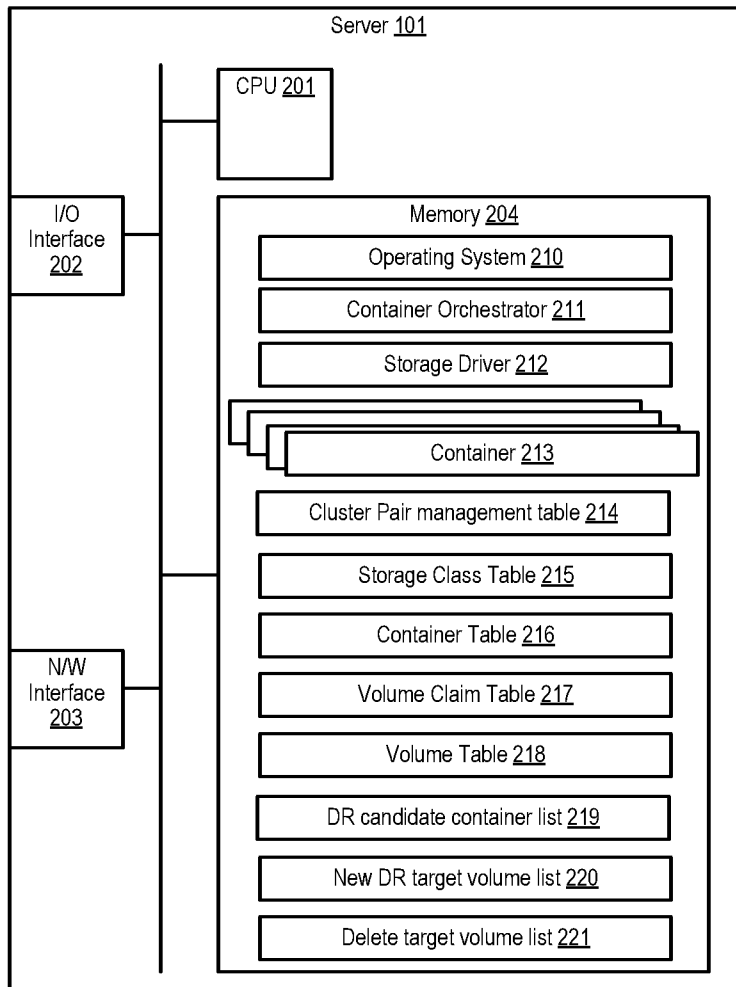 Server 101
CPU 201
I/O
Interface
202
Memory 204
Operating System 210
Container Orchestrator 211
Storage Driver 212
Container 213
Cluster Pair management table 214
Storage Class Table 215
Container Table 216
N/W
Interface
203
Volume Claim Table 217
Volume Table 218
DR candidate container list 219
New DR target volume list 220
Delete target volume list 221